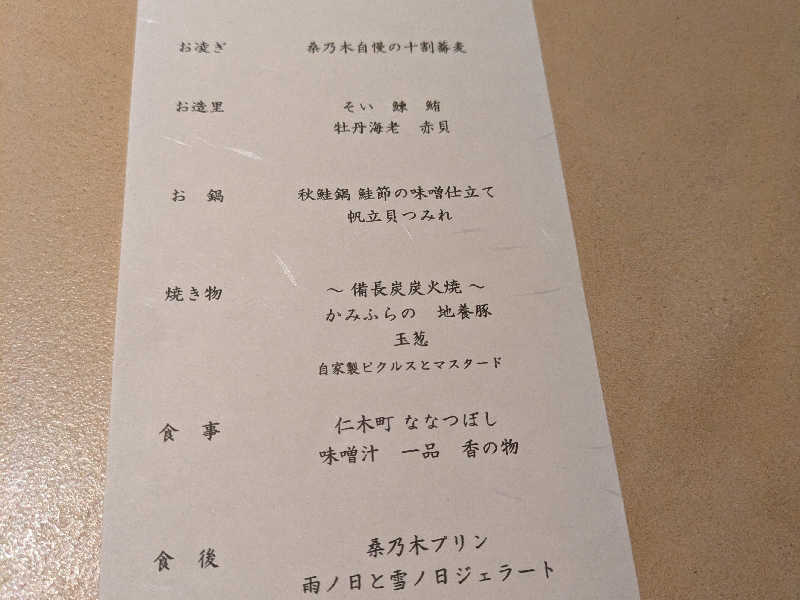 お凌ぎ 桑乃木自慢の十割蕎麦
お造里 そい 鰊 鮪
牡丹海老 赤貝
お 鍋 秋鮭鍋 鮭節の味噌仕立て
帆立貝つみれ
焼き物 ～ 備長炭炭火焼 ～
かみふらの 地養豚
玉葱
自家製ピクルスとマスタード
食 事 仁木町 ななつぼし
味噌汁 一品 香の物
食 後 桑乃木プリン
雨ノ日と雪ノ日ジェラート